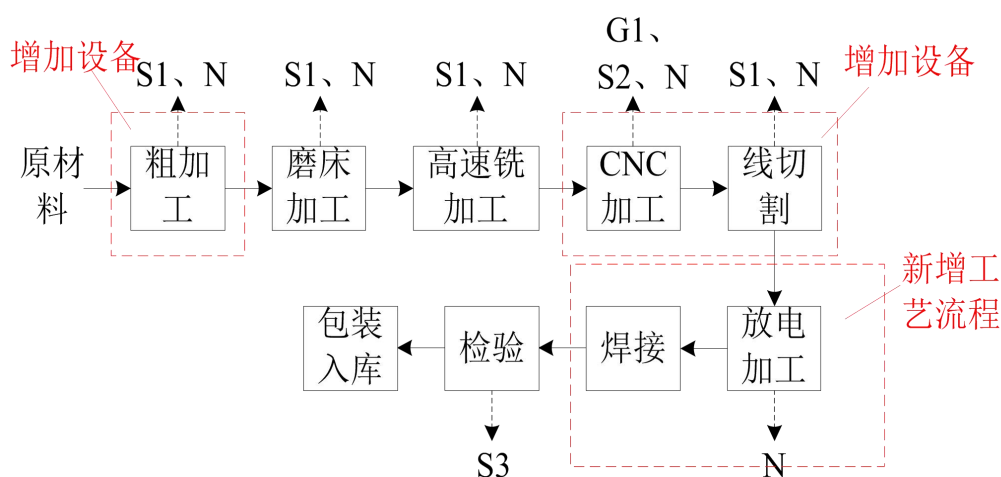 G1、
增加设备
S1、N
S1、N
S1、N
S2、N
S1、N
增加设备
原材
料
粗加
工
磨床
加工
高速铣
加工
CNC
加工
线切
割
新增工
艺流程
包装
入库
检验
焊接
放电
加工
S3
N